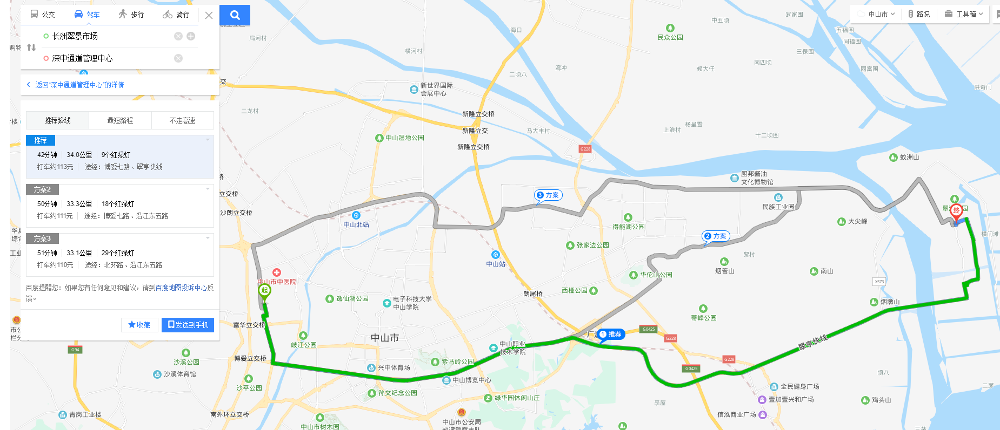 公交
驾车
步行
骑行
长洲翠景市场
深中通道管理中心
返回“深中通道管理中心”的详情
推荐路线
最短路程
不走高速
推荐
42分钟 34.0公里 9个红绿灯
打车约113元 途经：博爱七路、翠亨快线
方案2
50分钟 33.3公里 18个红绿灯
打车约111元 途经：博爱七路、沿江东五路
方案3
51分钟 33.1公里 29个红绿灯
打车约110元 途经：北环路、沿江东五路
百度提醒您：如果您有任何意见和建议，请到百度地图投诉中心反
馈。
收藏
发送到手机
中山市
路况
工具箱
罗家围
中五顷
海口
民众公园
五福围
同福围
扁河村
横河村
三保围
南四顷
湾冲
候大任
同富围
二顷八
交
新世界国际
会展中心
洪奇门
二龙村
新隆立交桥
新隆立交
新隆立交桥
马大丰村
杨呈雪
上浪村
十二顷围
中山湿地公园
G228
蚁洲山
桥
厨邦酱油
文化博物馆
立交桥
3 方案
民族工业园
沙朗立交桥
终
中山北站
得能湖公园
大尖峰
横门滩
2 方案
张家边公园
黎村
中山站
烟管山
南山
中山市中医院
华佗山公园
X573
起
西桠公园
朗尾桥
逸仙湖公园
电子科技大学
中山学院
烟墩山
蒂峰公园
富华立交桥
G0425
1 推荐
G228
岐江公园
中山市
中山职业
技术学院
翠亨快线
G94
博爱立交桥
沙溪公园
紫马岭公园
G228
兴中体育场
G0425
沙溪体育馆
沙平公园
中山博览中心
顷八
全民健身广场
二茅
孙文纪念公园
绿华园休闲山庄
李屋
壹加壹兴和广场
鸡头山
青岗工业楼
南外环立交桥
信泓商业广场
中山市公安局
中山市树木园
三茅